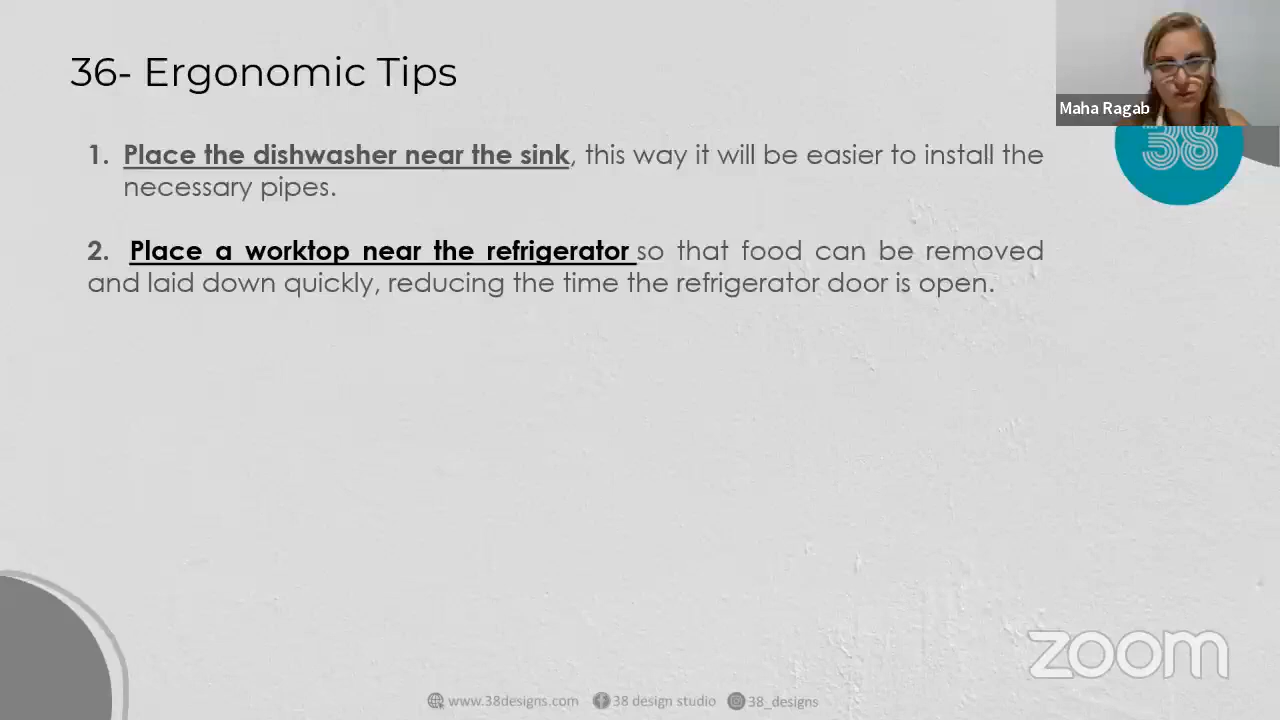 36- Ergonomic Tips
Maha Ragab
38
1. Place the dishwasher near the sink, this way it will be easier to install the
necessary pipes.
2. Place a worktop near the refrigerator so that food can be removed
and laid down quickly, reducing the time the refrigerator door is open.
zoom
www.38designs.com 38 design studio 38_designs